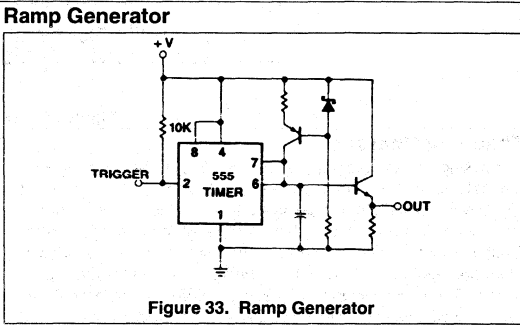 Ramp Generator
+ V
10K
8 4
7
555
TRIGGER 2 TIMER 6
1
OUT
Figure 33. Ramp Generator